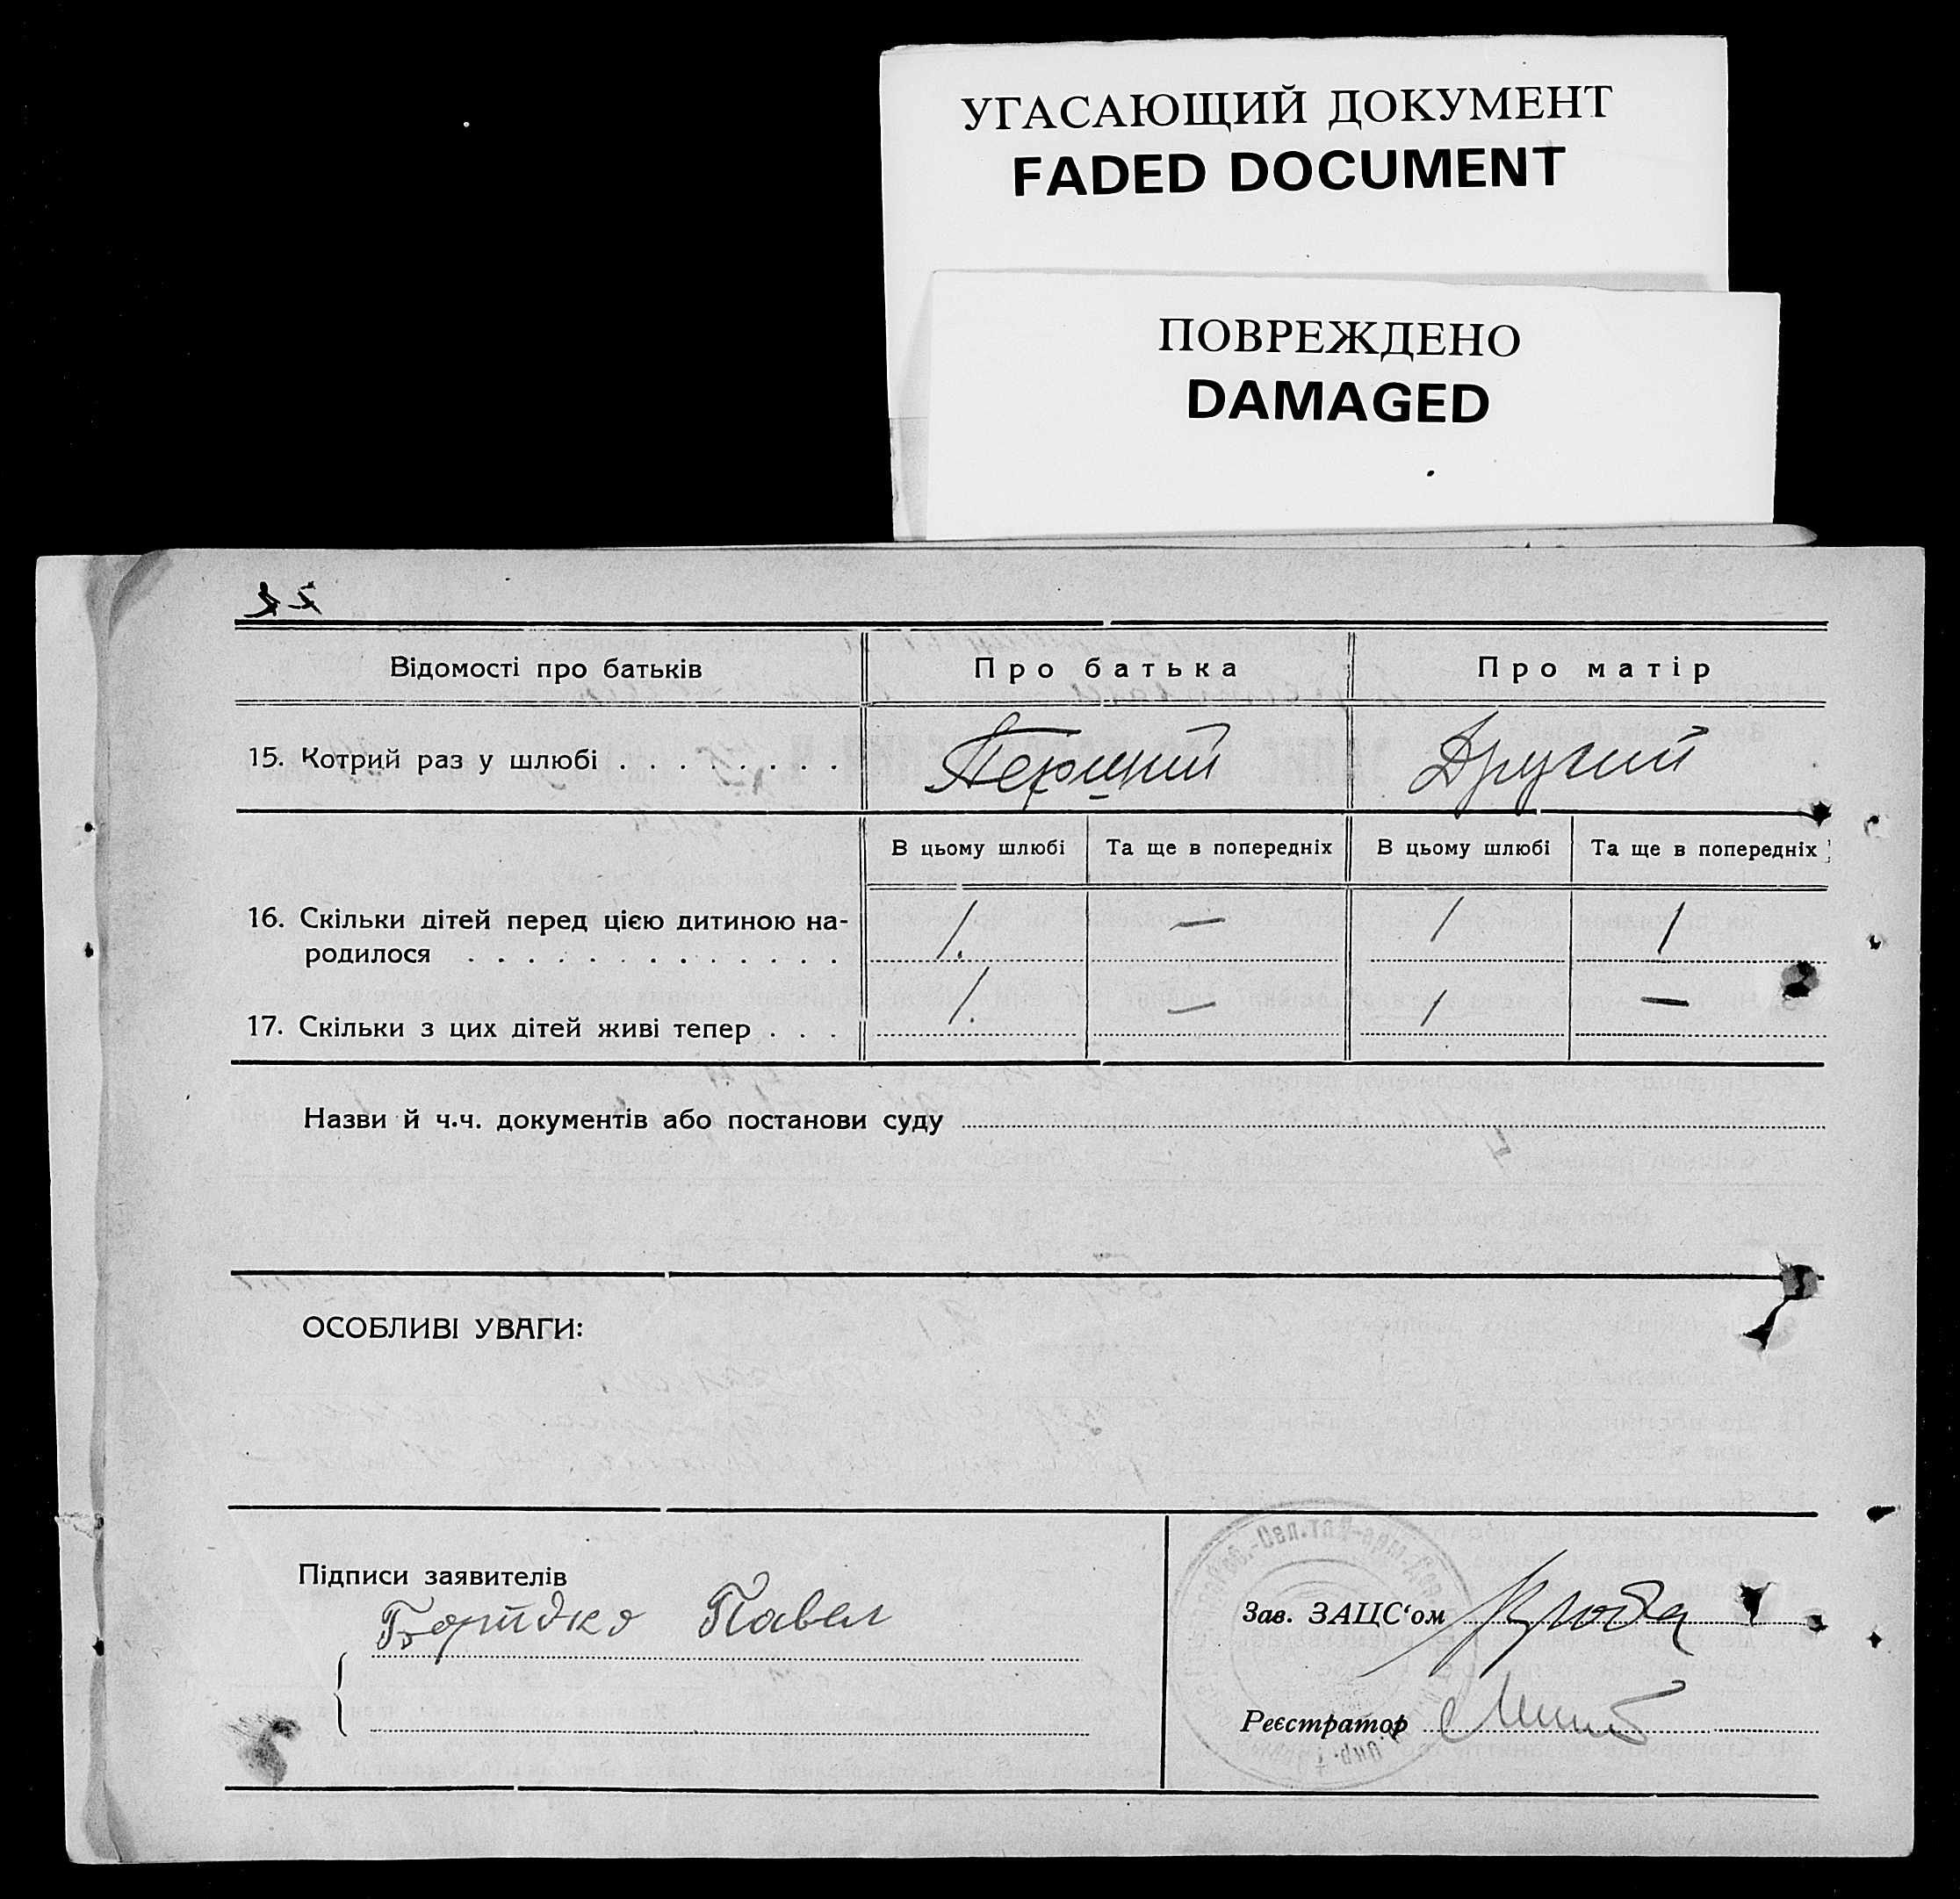 УГАСАЮЩИЙ ДОКУМЕНТ
FADED DOCUMENT
ПОВРЕЖДЕНО
DAMAGED
Відомості про батьків
Про батька
Про матір
15. Котрий раз у шлюбі . . . . . . . .
Перший
Другий
В цьому шлюбі
Та ще в попередніх
В цьому шлюбі
Та ще в попередніх
16. Скільки дітей перед цією дитиною на-
родилося . . . . . . . . . . . . .
1. — 1 1
17. Скільки з цих дітей живі тепер . . .
1. — 1 —
Назви й ч.ч. документів або постанови суду
ОСОБЛИВІ УВАГИ:
Підписи заявителів
Павел
Зав. ЗАЦС‘ом
Реєстратор